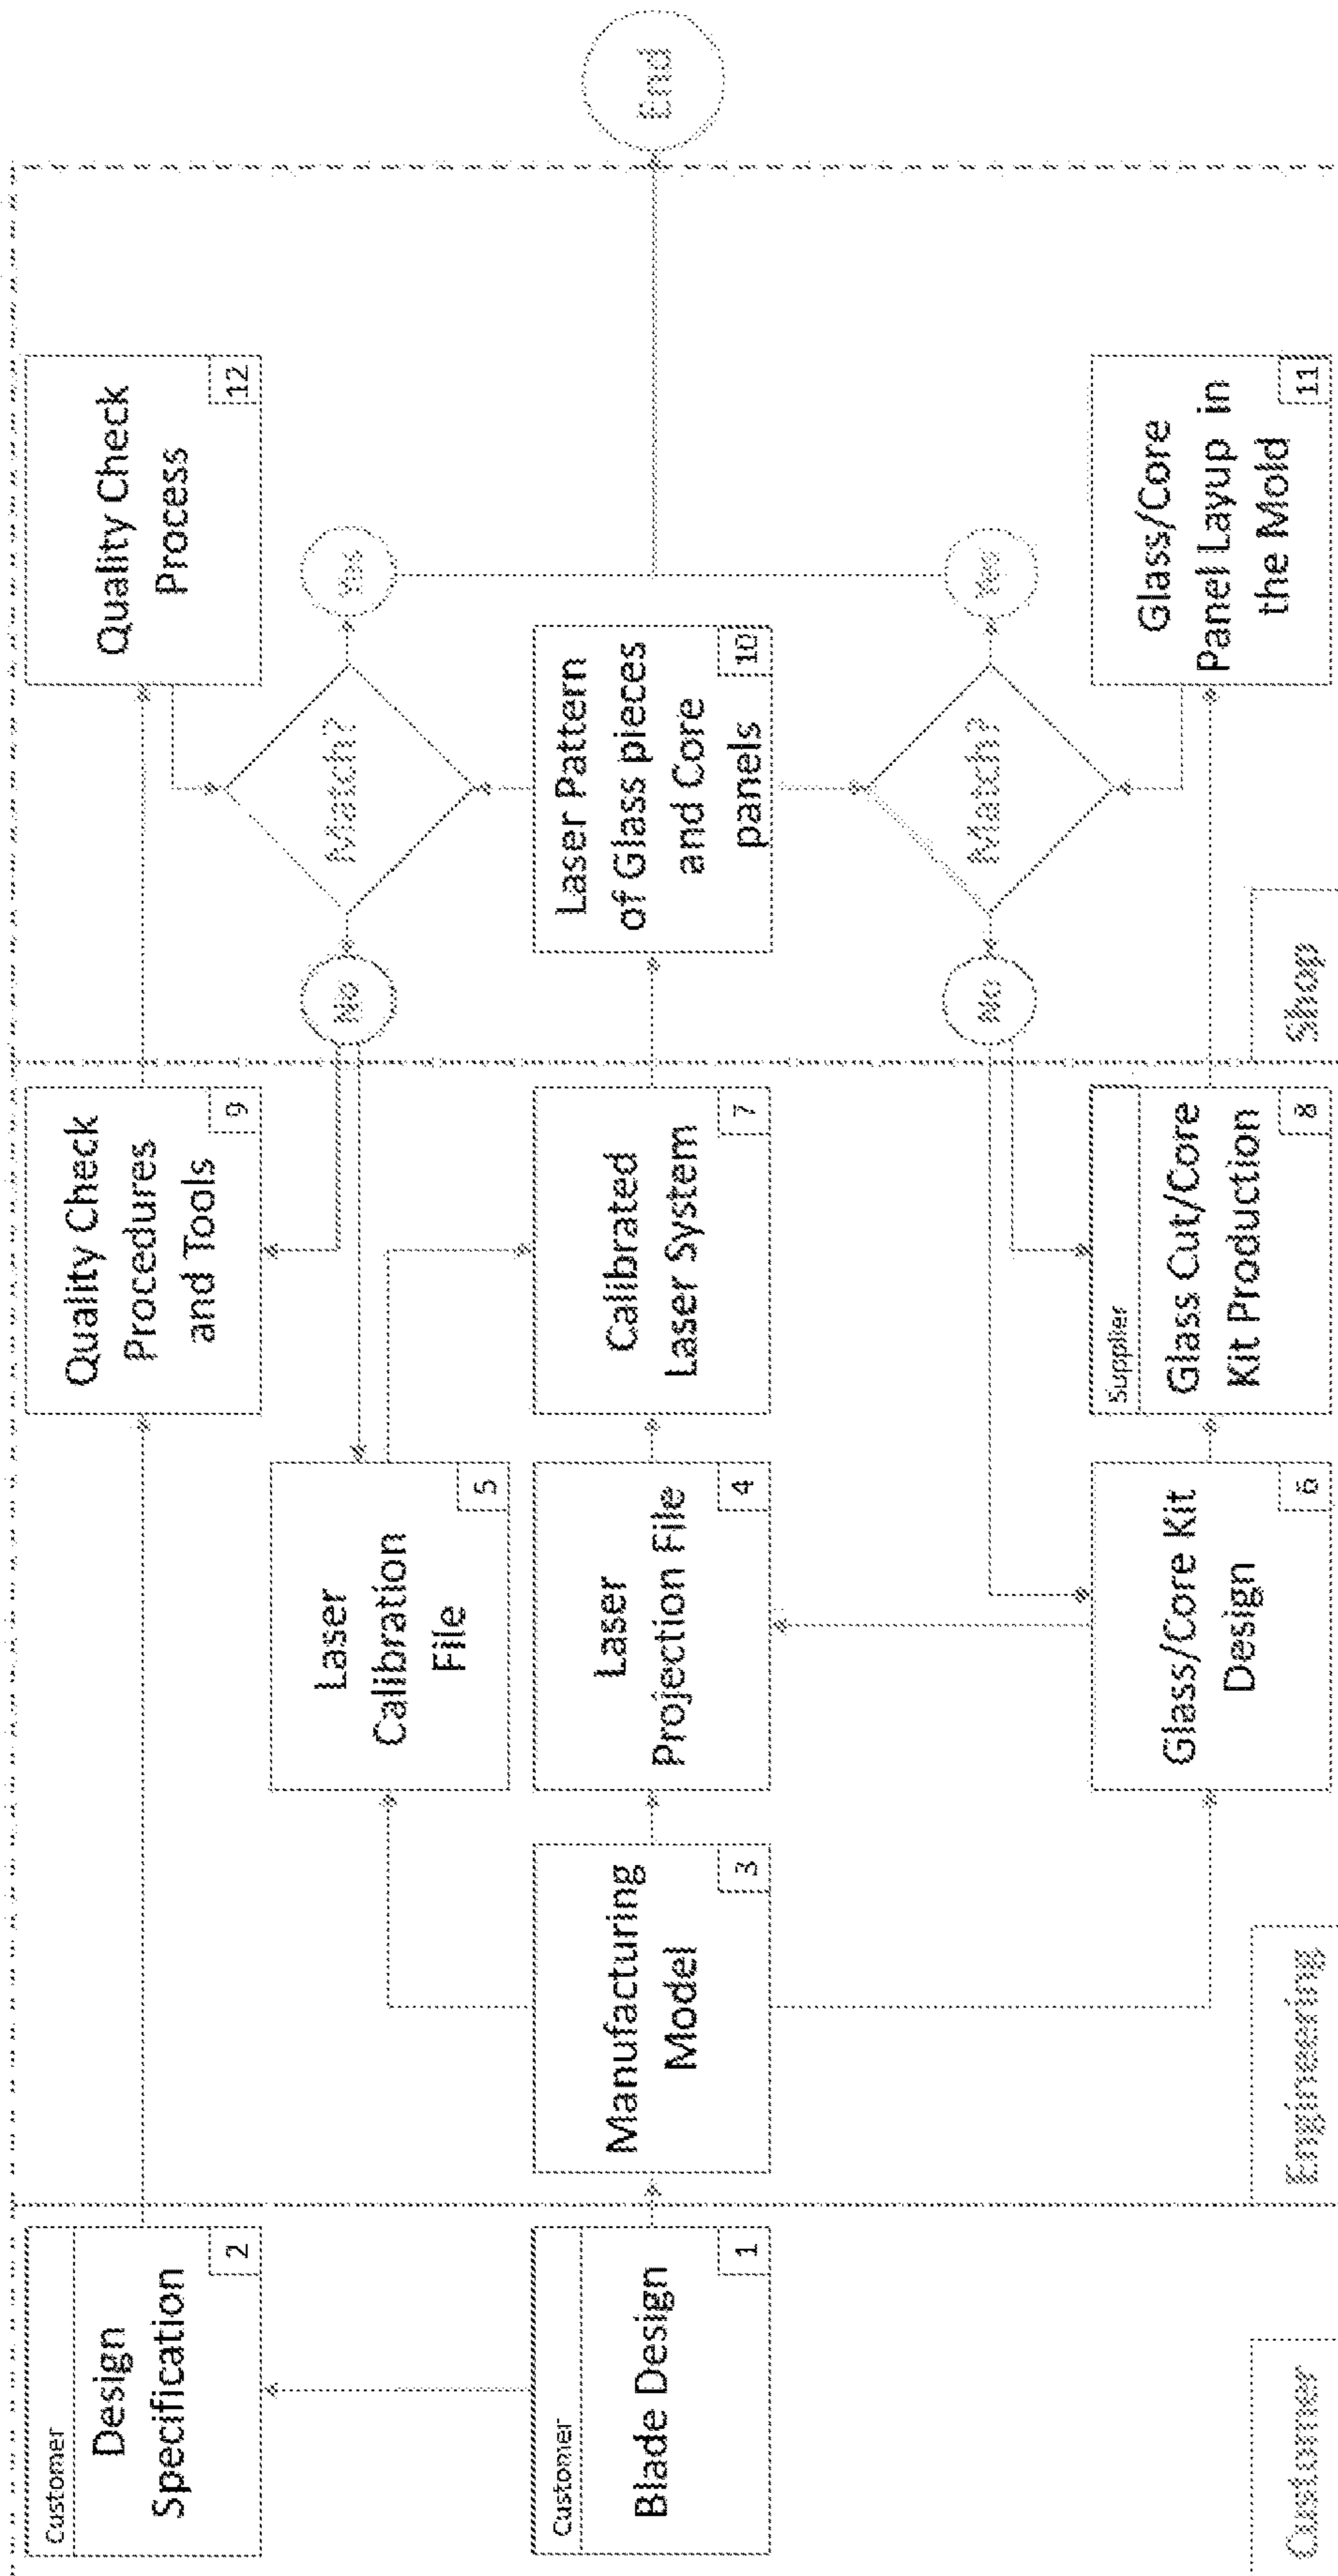 Customer
Design
Specification
2
Customer
Blade Design
1
Customer
Manufacturing
Model
3
Laser
Calibration
File
5
Laser
Projection File
4
Glass/Core Kit
Design
6
Quality Check
Procedures
and Tools
9
Calibrated
Laser System
7
Supplier
Glass Cut/Core
Kit Production
8
Engineering
No
Match?
Yes
Laser Pattern
of Glass pieces
and Core
panels
10
No
Match?
Yes
Quality Check
Process
12
Glass/Core
Panel Layup in
the Mold
11
Shop
End